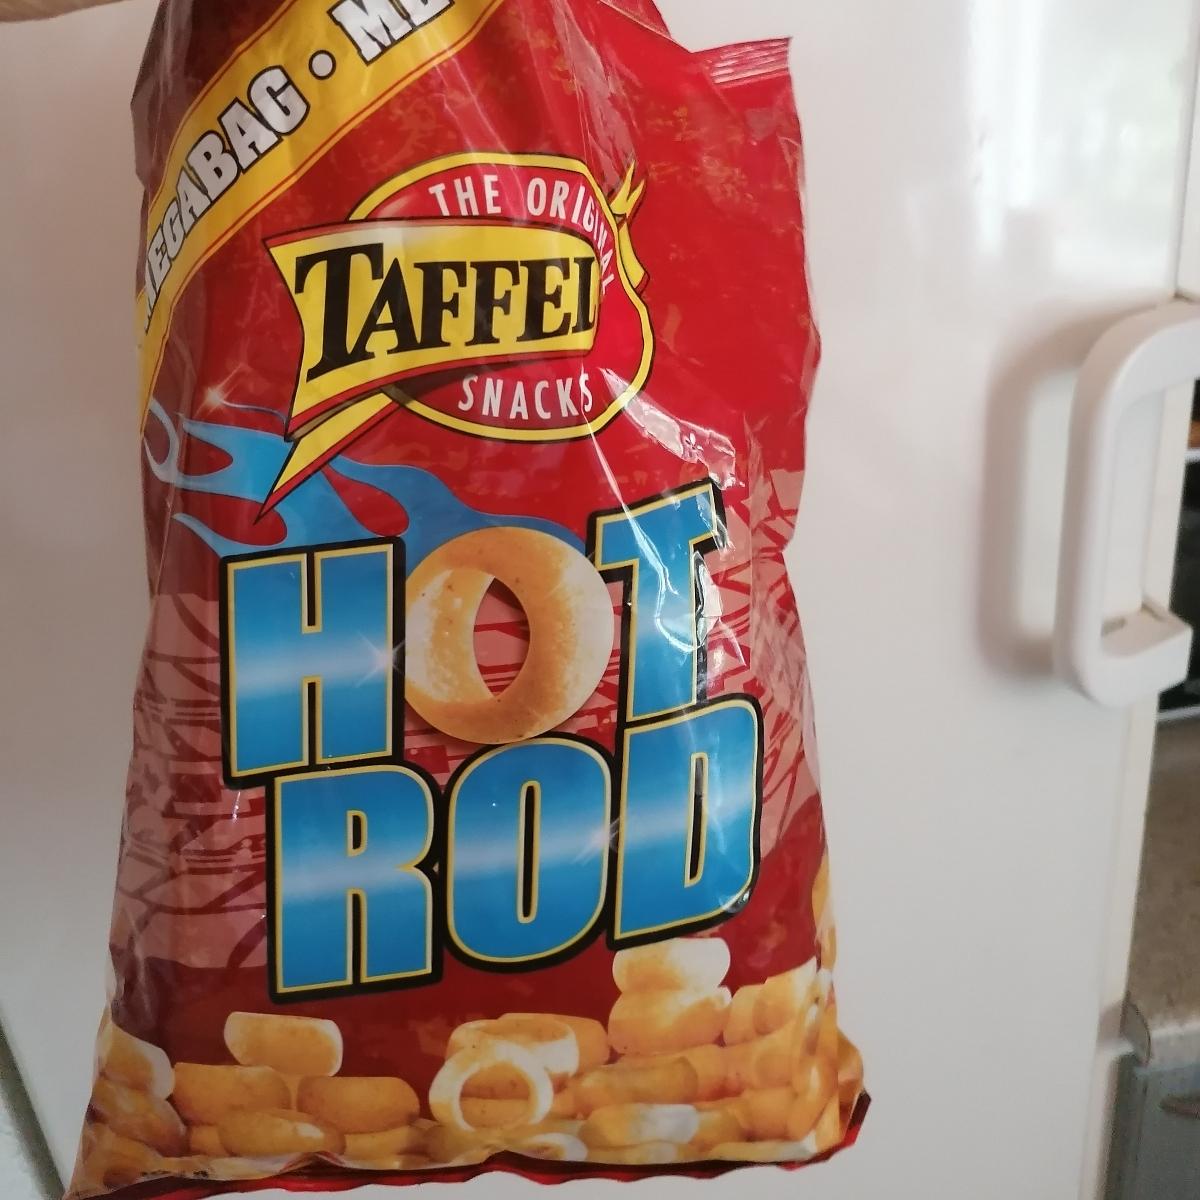 MEGABAG •
THE ORIGINAL
TAFFEL
SNACKS
HOT
ROD